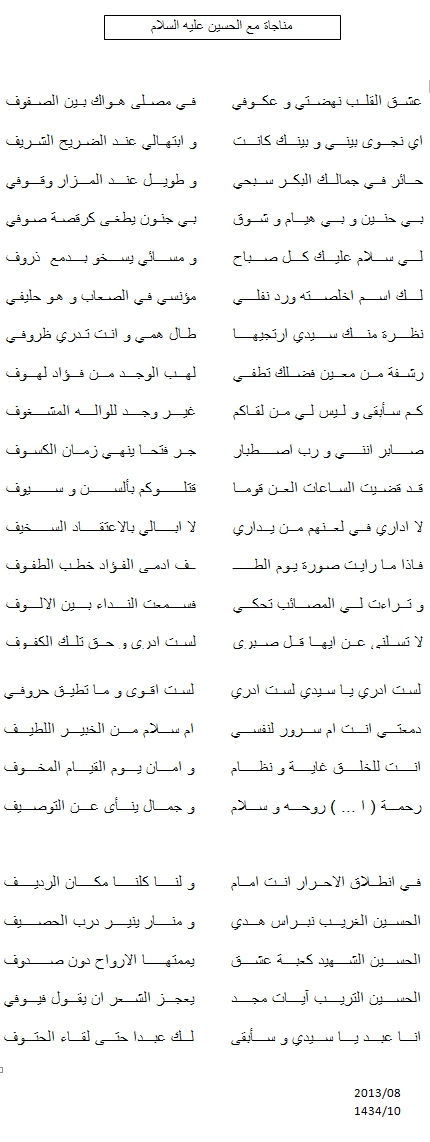 مناجاة مع الحسين عليه السلام
عشق القلب نهضتي و عكوفي في مصلى هواك بين الصفوف
اي نجوى بيني و بينك كانت و ابتهالي عند الضريح الشريف
حائر في جمالك البكر سبحي و طويل عند المزار وقوفي
بي حنين و بي هيام و شوق بي جنون يطغى كرقصة صوفي
لي سلام عليك كل صباح و مسائي يسخو بدمع ذروف
لك اسم اخلصته ورد نفلي مؤنسي في الصعاب و هو حليفي
نظرة منك سيدي ارتجيها طال همي و انت تدري ظروفي
رشفة من معين فضلك تطفي لهب الوجد من فؤاد لهوف
كم سأبقى و ليس لي من لقاكم غير وجد للواله المشغوف
صابر انني و رب اصطبار جر فتحا ينهي زمان الكسوف
قد قضيت الساعات العن قوما قتلوكم بألسن و سيوف
لا اداري في لعنهم من يداري لا ابالي بالاعتقاد السخيف
فاذا ما رايت صورة يوم الطـ ـف ادمى الفؤاد خطب الطفوف
و تراءت لي المصائب تحكي فسمعت النداء بين الالوف
لا تسلني عن ايها قل صبري لست ادري و حق تلك الكفوف
لست ادري يا سيدي لست ادري لست اقوى و ما تطيق حروفي
دمعتي انت ام سرور لنفسي ام سلام من الخبير اللطيف
انت للخلق غاية و نظام و امان يوم القيام المخوف
رحمة ( ا ... ) روحه و سلام و جمال ينأى عن التوصيف
في انطلاق الاحرار انت امام و لنا كلنا مكان الرديف
الحسين الغريب نبراس هدي و منار ينير درب الحصيف
الحسين الشهيد كعبة عشق يممتها الارواح دون صدوف
الحسين التريب آيات مجد يعجز الشعر ان يقول فيوفي
انا عبد يا سيدي و سأبقى لك عبدا حتى لقاء الحتوف
2013/08
1434/10